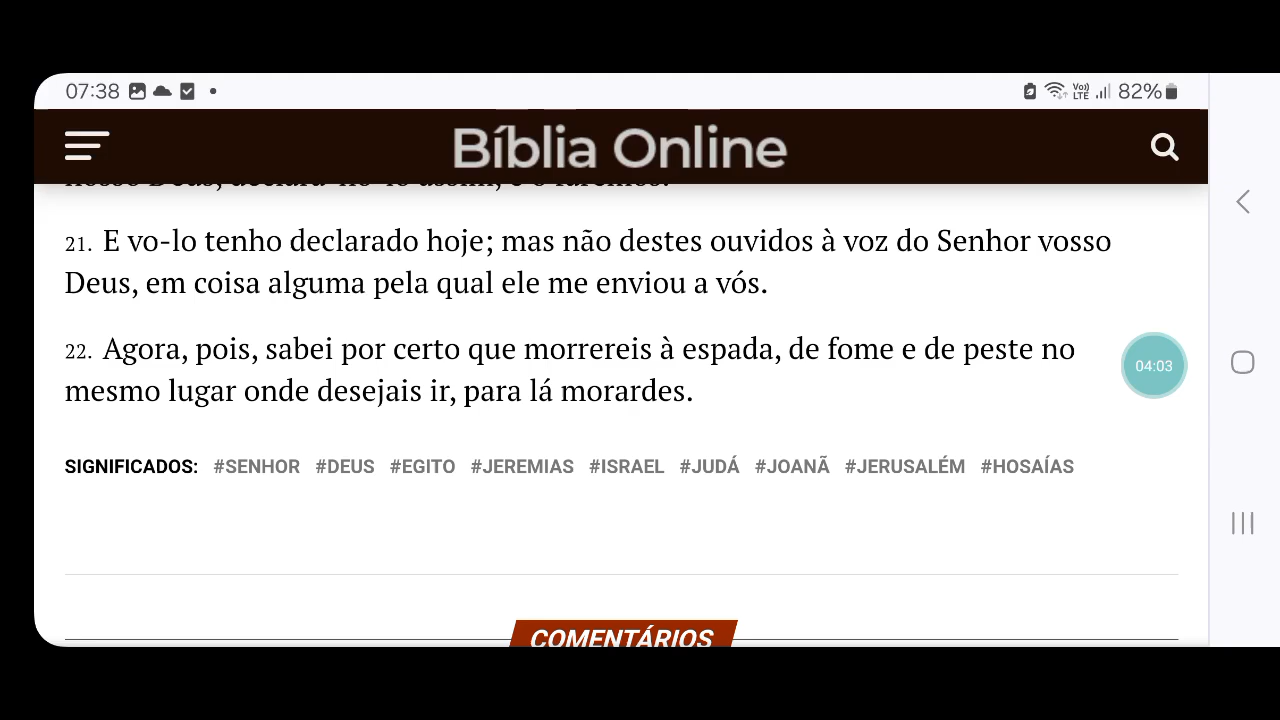 07:38
Vo)) LTE
82%
Bíblia Online
21. E vo-lo tenho declarado hoje; mas não destes ouvidos à voz do Senhor vosso
Deus, em coisa alguma pela qual ele me enviou a vós.
22. Agora, pois, sabei por certo que morrereis à espada, de fome e de peste no
mesmo lugar onde desejais ir, para lá morardes.
04:03
SIGNIFICADOS: #SENHOR #DEUS #EGITO #JEREMIAS #ISRAEL #JUDÁ #JOANÃ #JERUSALÉM #HOSAÍAS
COMENTÁRIOS